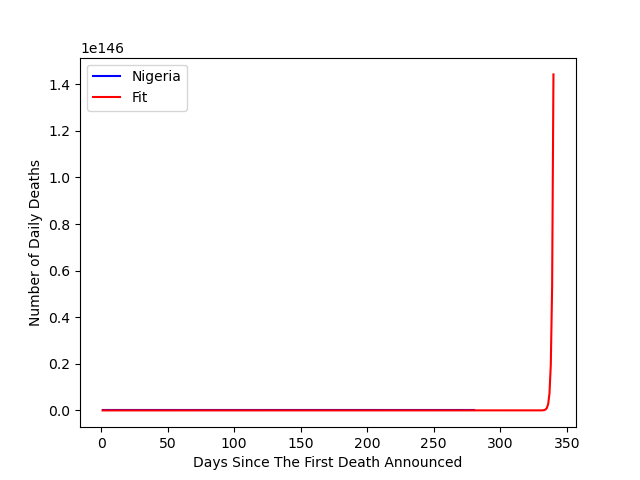 1e146
Nigeria
Fit
1.4
1.2
1.0
0.8
0.6
0.4
0.2
0.0
Number of Daily Deaths
0 50 100 150 200 250 300 350
Days Since The First Death Announced